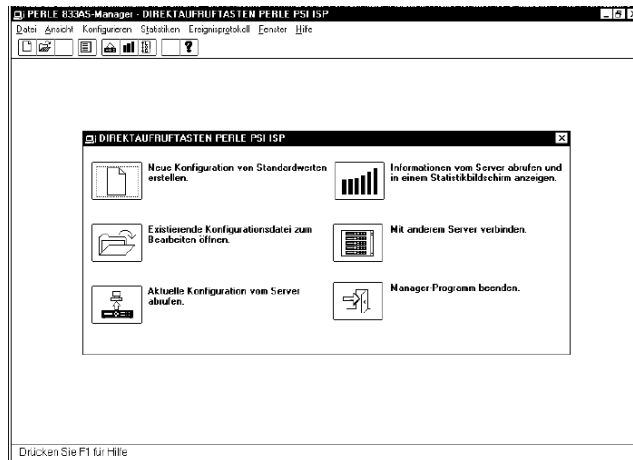 PERLE 833AS-Manager - DIREKTAUFRUFTASTEN PERLE PSI ISP
Datei Ansicht Konfigurieren Statistiken Ereignisprotokoll Fenster Hilfe
DIREKTAUFRUFTASTEN PERLE PSI ISP
Neue Konfiguration von Standardwerten
erstellen.
Informationen vom Server abrufen und
in einem Statistikbildschirm anzeigen.
Existierende Konfigurationsdatei zum
Bearbeiten öffnen.
Mit anderem Server verbinden.
Aktuelle Konfiguration vom Server
abrufen.
Manager-Programm beenden.
Drücken Sie F1 für Hilfe